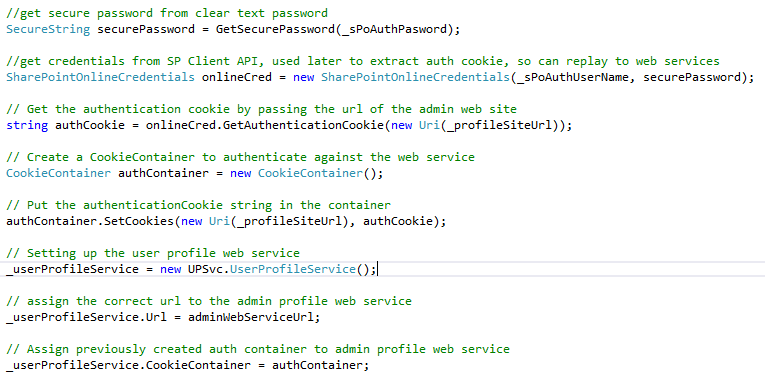 //get secure password from clear text password
SecureString securePassword = GetSecurePassword(_sPoAuthPasword);
//get credentials from SP Client API, used later to extract auth cookie, so can replay to web services
SharePointOnlineCredentials onlineCred = new SharePointOnlineCredentials(_sPoAuthUserName, securePassword);
// Get the authentication cookie by passing the url of the admin web site
string authCookie = onlineCred.GetAuthenticationCookie(new Uri(_profileSiteUrl));
// Create a CookieContainer to authenticate against the web service
CookieContainer authContainer = new CookieContainer();
// Put the authenticationCookie string in the container
authContainer.SetCookies(new Uri(_profileSiteUrl), authCookie);
// Setting up the user profile web service
_userProfileService = new UPSvc.UserProfileService();
// assign the correct url to the admin profile web service
_userProfileService.Url = adminWebServiceUrl;
// Assign previously created auth container to admin profile web service
_userProfileService.CookieContainer = authContainer;